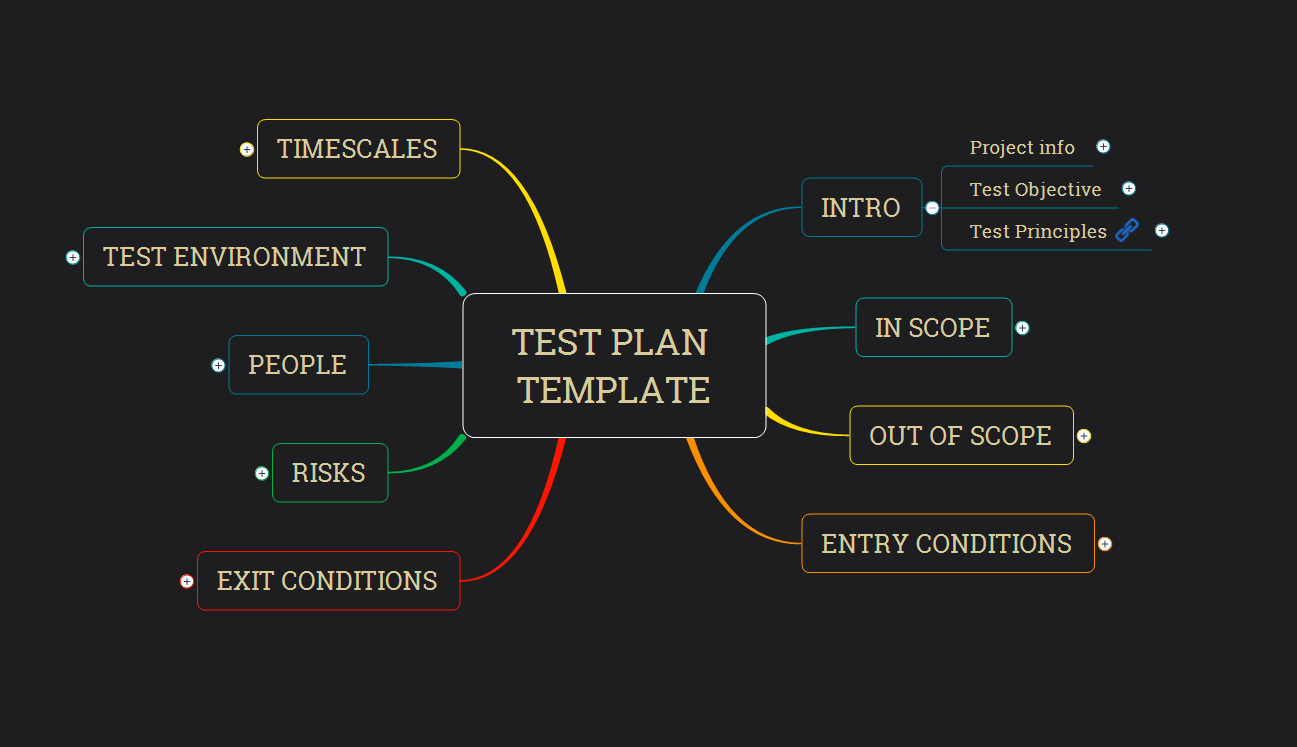 TEST PLAN
TEMPLATE
INTRO
Project info
Test Objective
Test Principles
IN SCOPE
OUT OF SCOPE
ENTRY CONDITIONS
TIMESCALES
TEST ENVIRONMENT
PEOPLE
RISKS
EXIT CONDITIONS